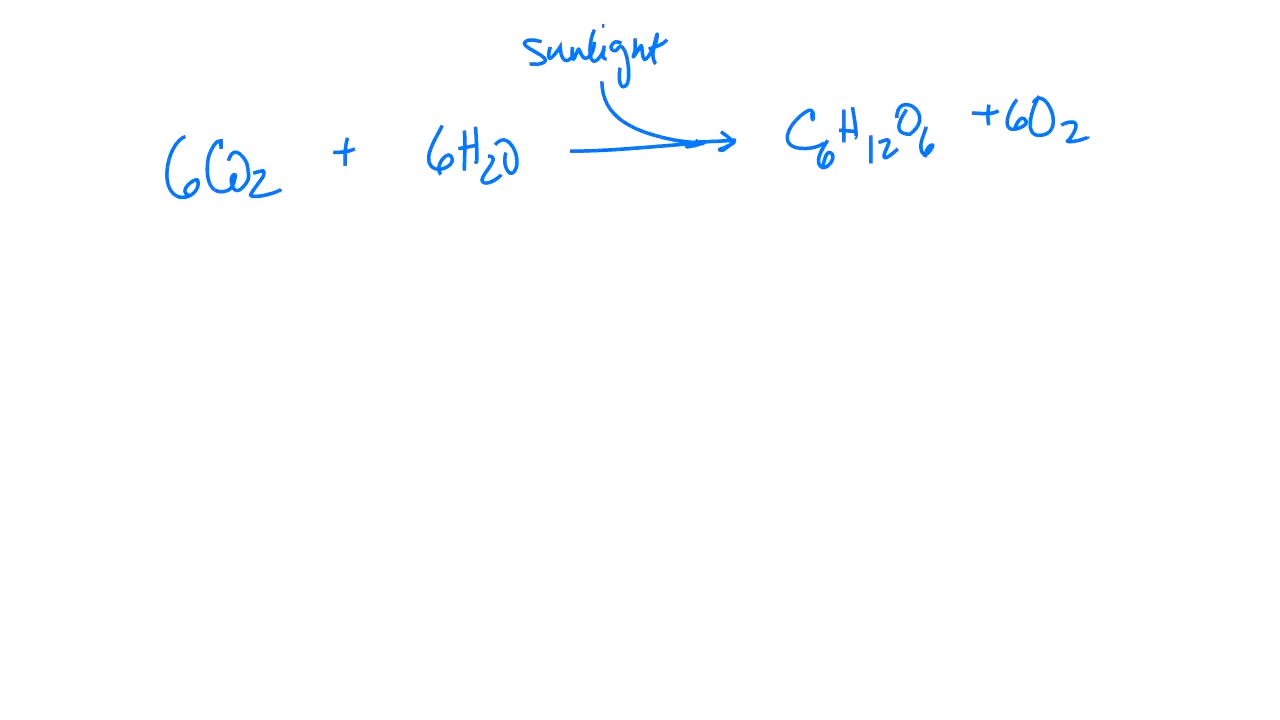 sunlight
6CO₂ + 6H₂O → C₆H₁₂O₆ + 6O₂